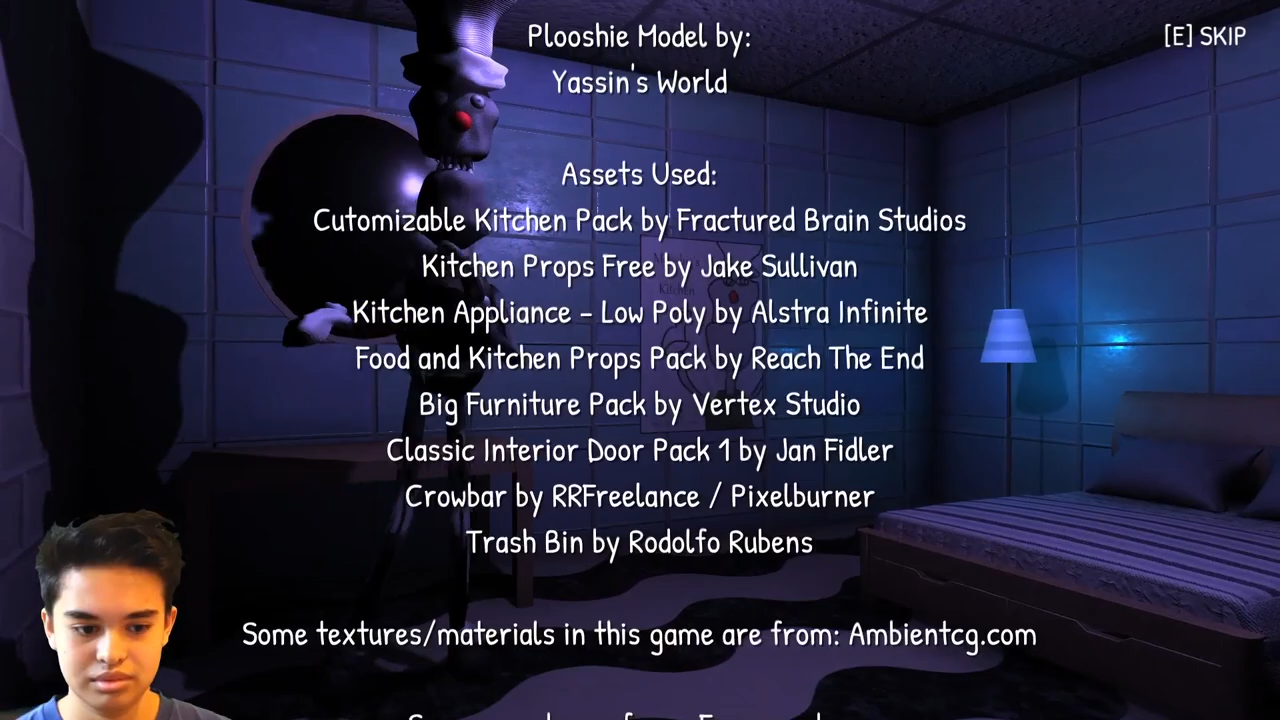 Plooshie Model by:
[E] SKIP
Yassin's World
Assets Used:
Cutomizable Kitchen Pack by Fractured Brain Studios
Kitchen Props Free by Jake Sullivan
Kitchen
Kitchen Appliance - Low Poly by Alstra Infinite
Food and Kitchen Props Pack by Reach The End
Big Furniture Pack by Vertex Studio
Classic Interior Door Pack 1 by Jan Fidler
Crowbar by RRFreelance / Pixelburner
Trash Bin by Rodolfo Rubens
Some textures/materials in this game are from: Ambientcg.com